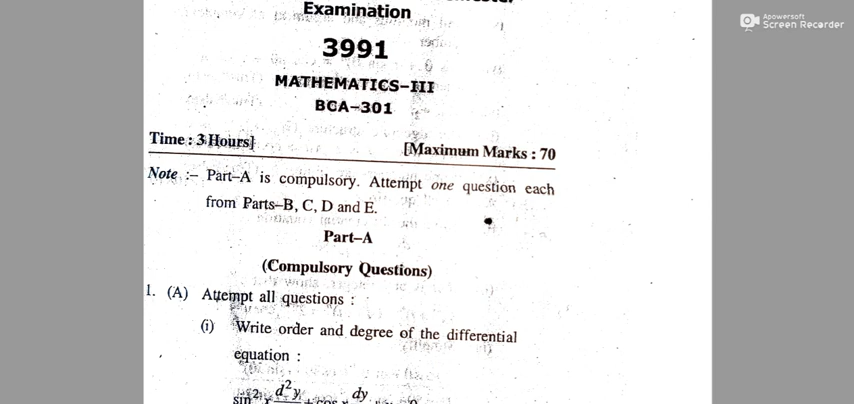 Examination
3991
MATHEMATICS–III
BCA–301
Time : 3 Hours] [Maximum Marks : 70
Note :– Part–A is compulsory. Attempt one question each
from Parts–B, C, D and E.
Part–A
(Compulsory Questions)
1. (A) Attempt all questions :
(i) Write order and degree of the differential
equation :
d²y dy
Apowersoft
Screen Recorder